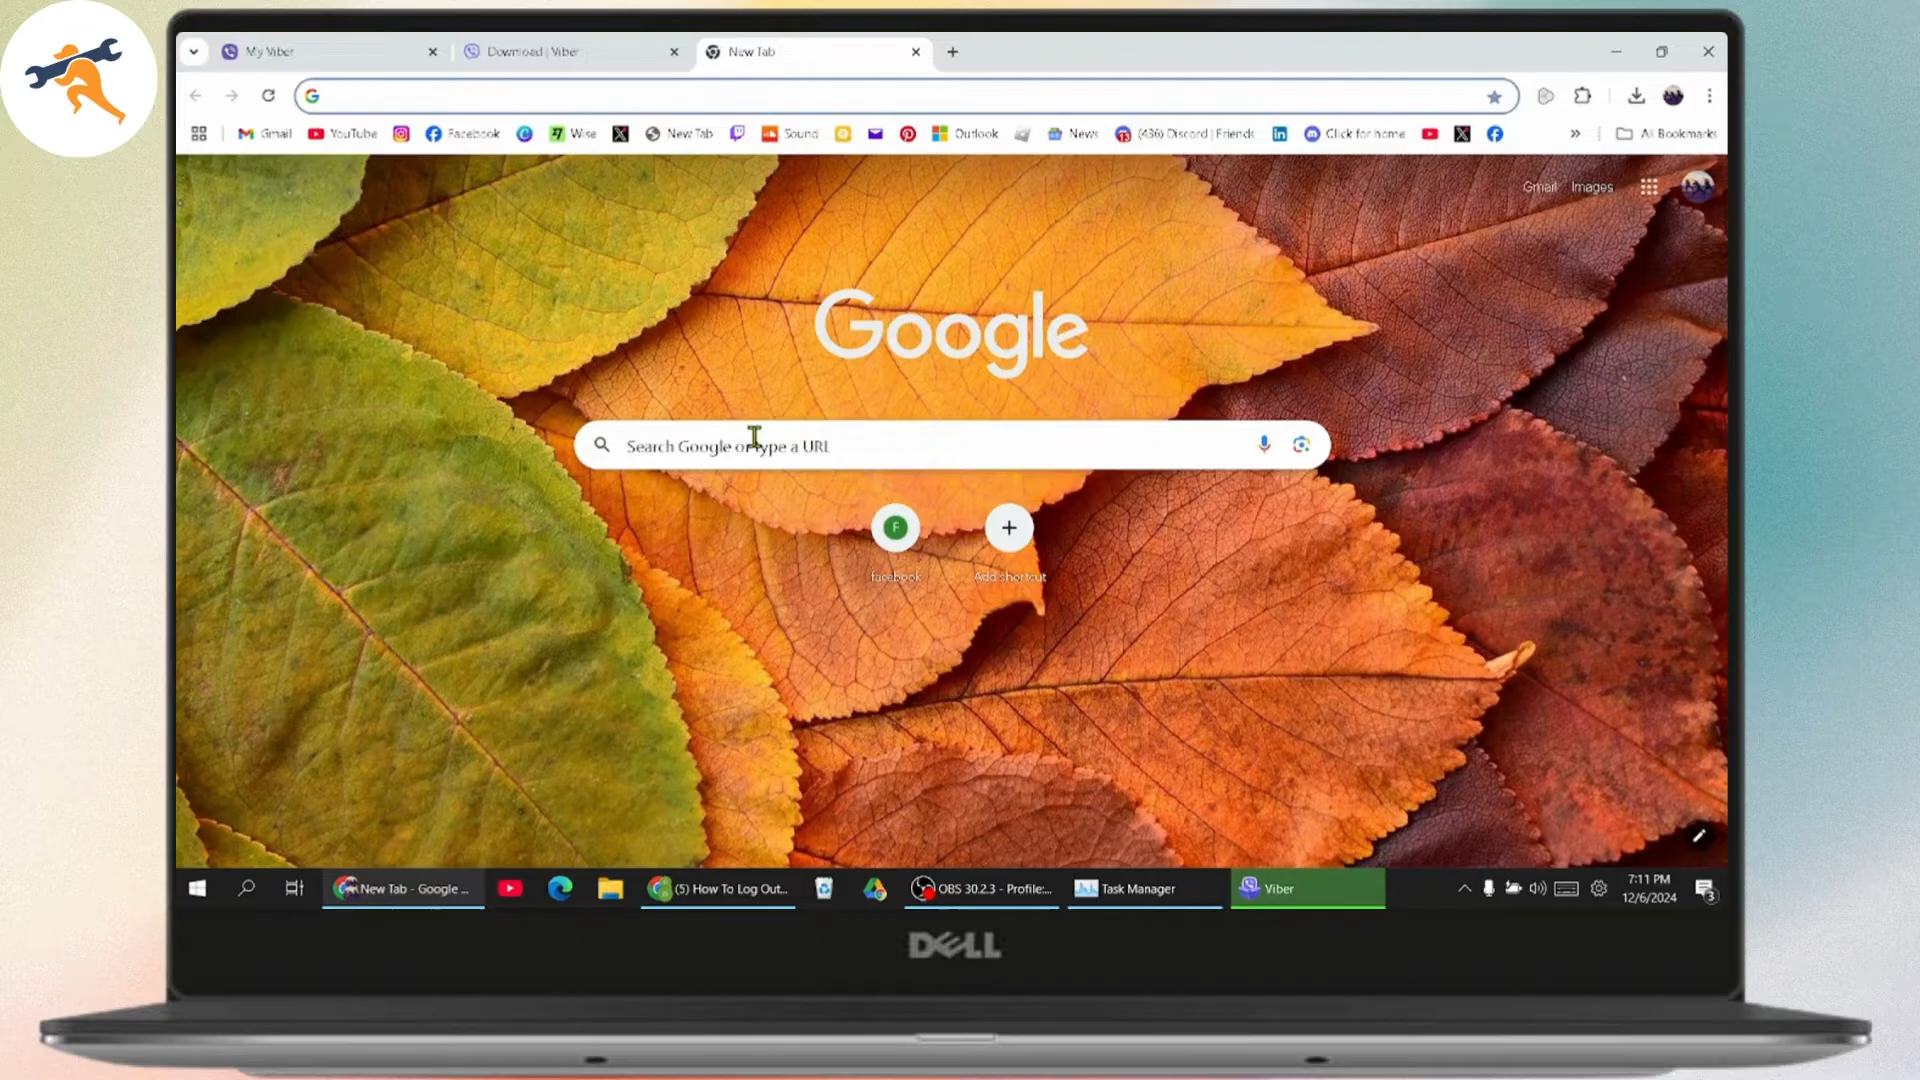 My Viber
Download | Viber
New Tab
Gmail
YouTube
Facebook
Wise
New Tab
Sound
Outlook
News
(436) Discord | Friends
Click for home
All Bookmarks
Gmail Images
Google
Search Google or type a URL
F
facebook
Add shortcut
New Tab - Google ...
(5) How To Log Out...
OBS 30.2.3 - Profile:...
Task Manager
Viber
7:11 PM
12/6/2024
3
DELL